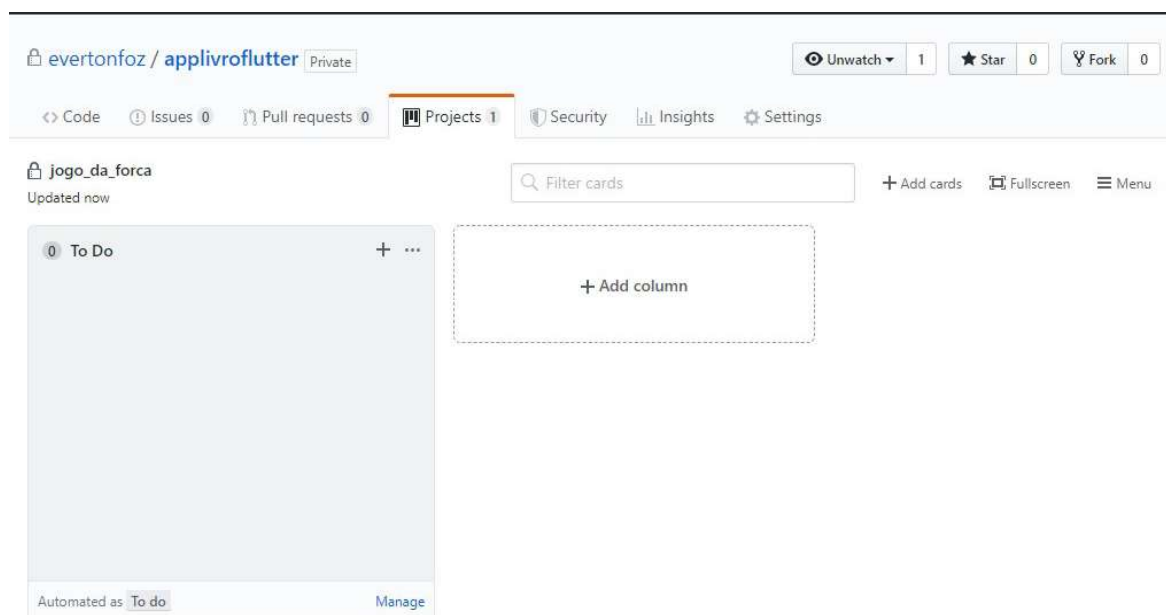 evertonfoz / applivroflutter Private Unwatch 1 Star 0 Fork 0
Code Issues 0 Pull requests 0 Projects 1 Security Insights Settings
jogo_da_forca
Updated now
Filter cards
+ Add cards Fullscreen Menu
0 To Do + ...
+ Add column
Automated as To do Manage